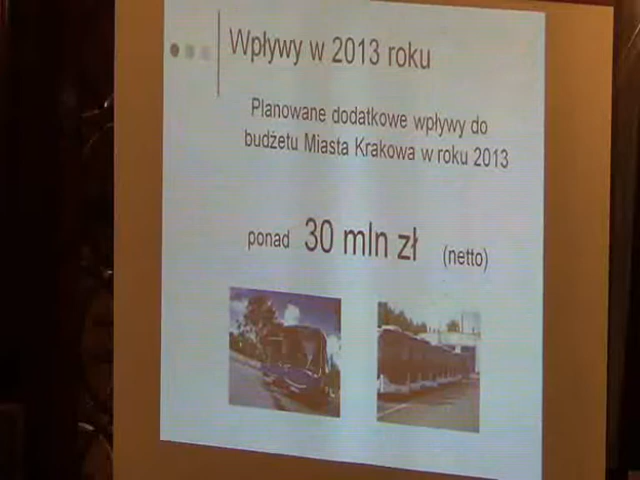 Wpływy w 2013 roku
Planowane dodatkowe wpływy do
budżetu Miasta Krakowa w roku 2013
ponad 30 mln zł (netto)